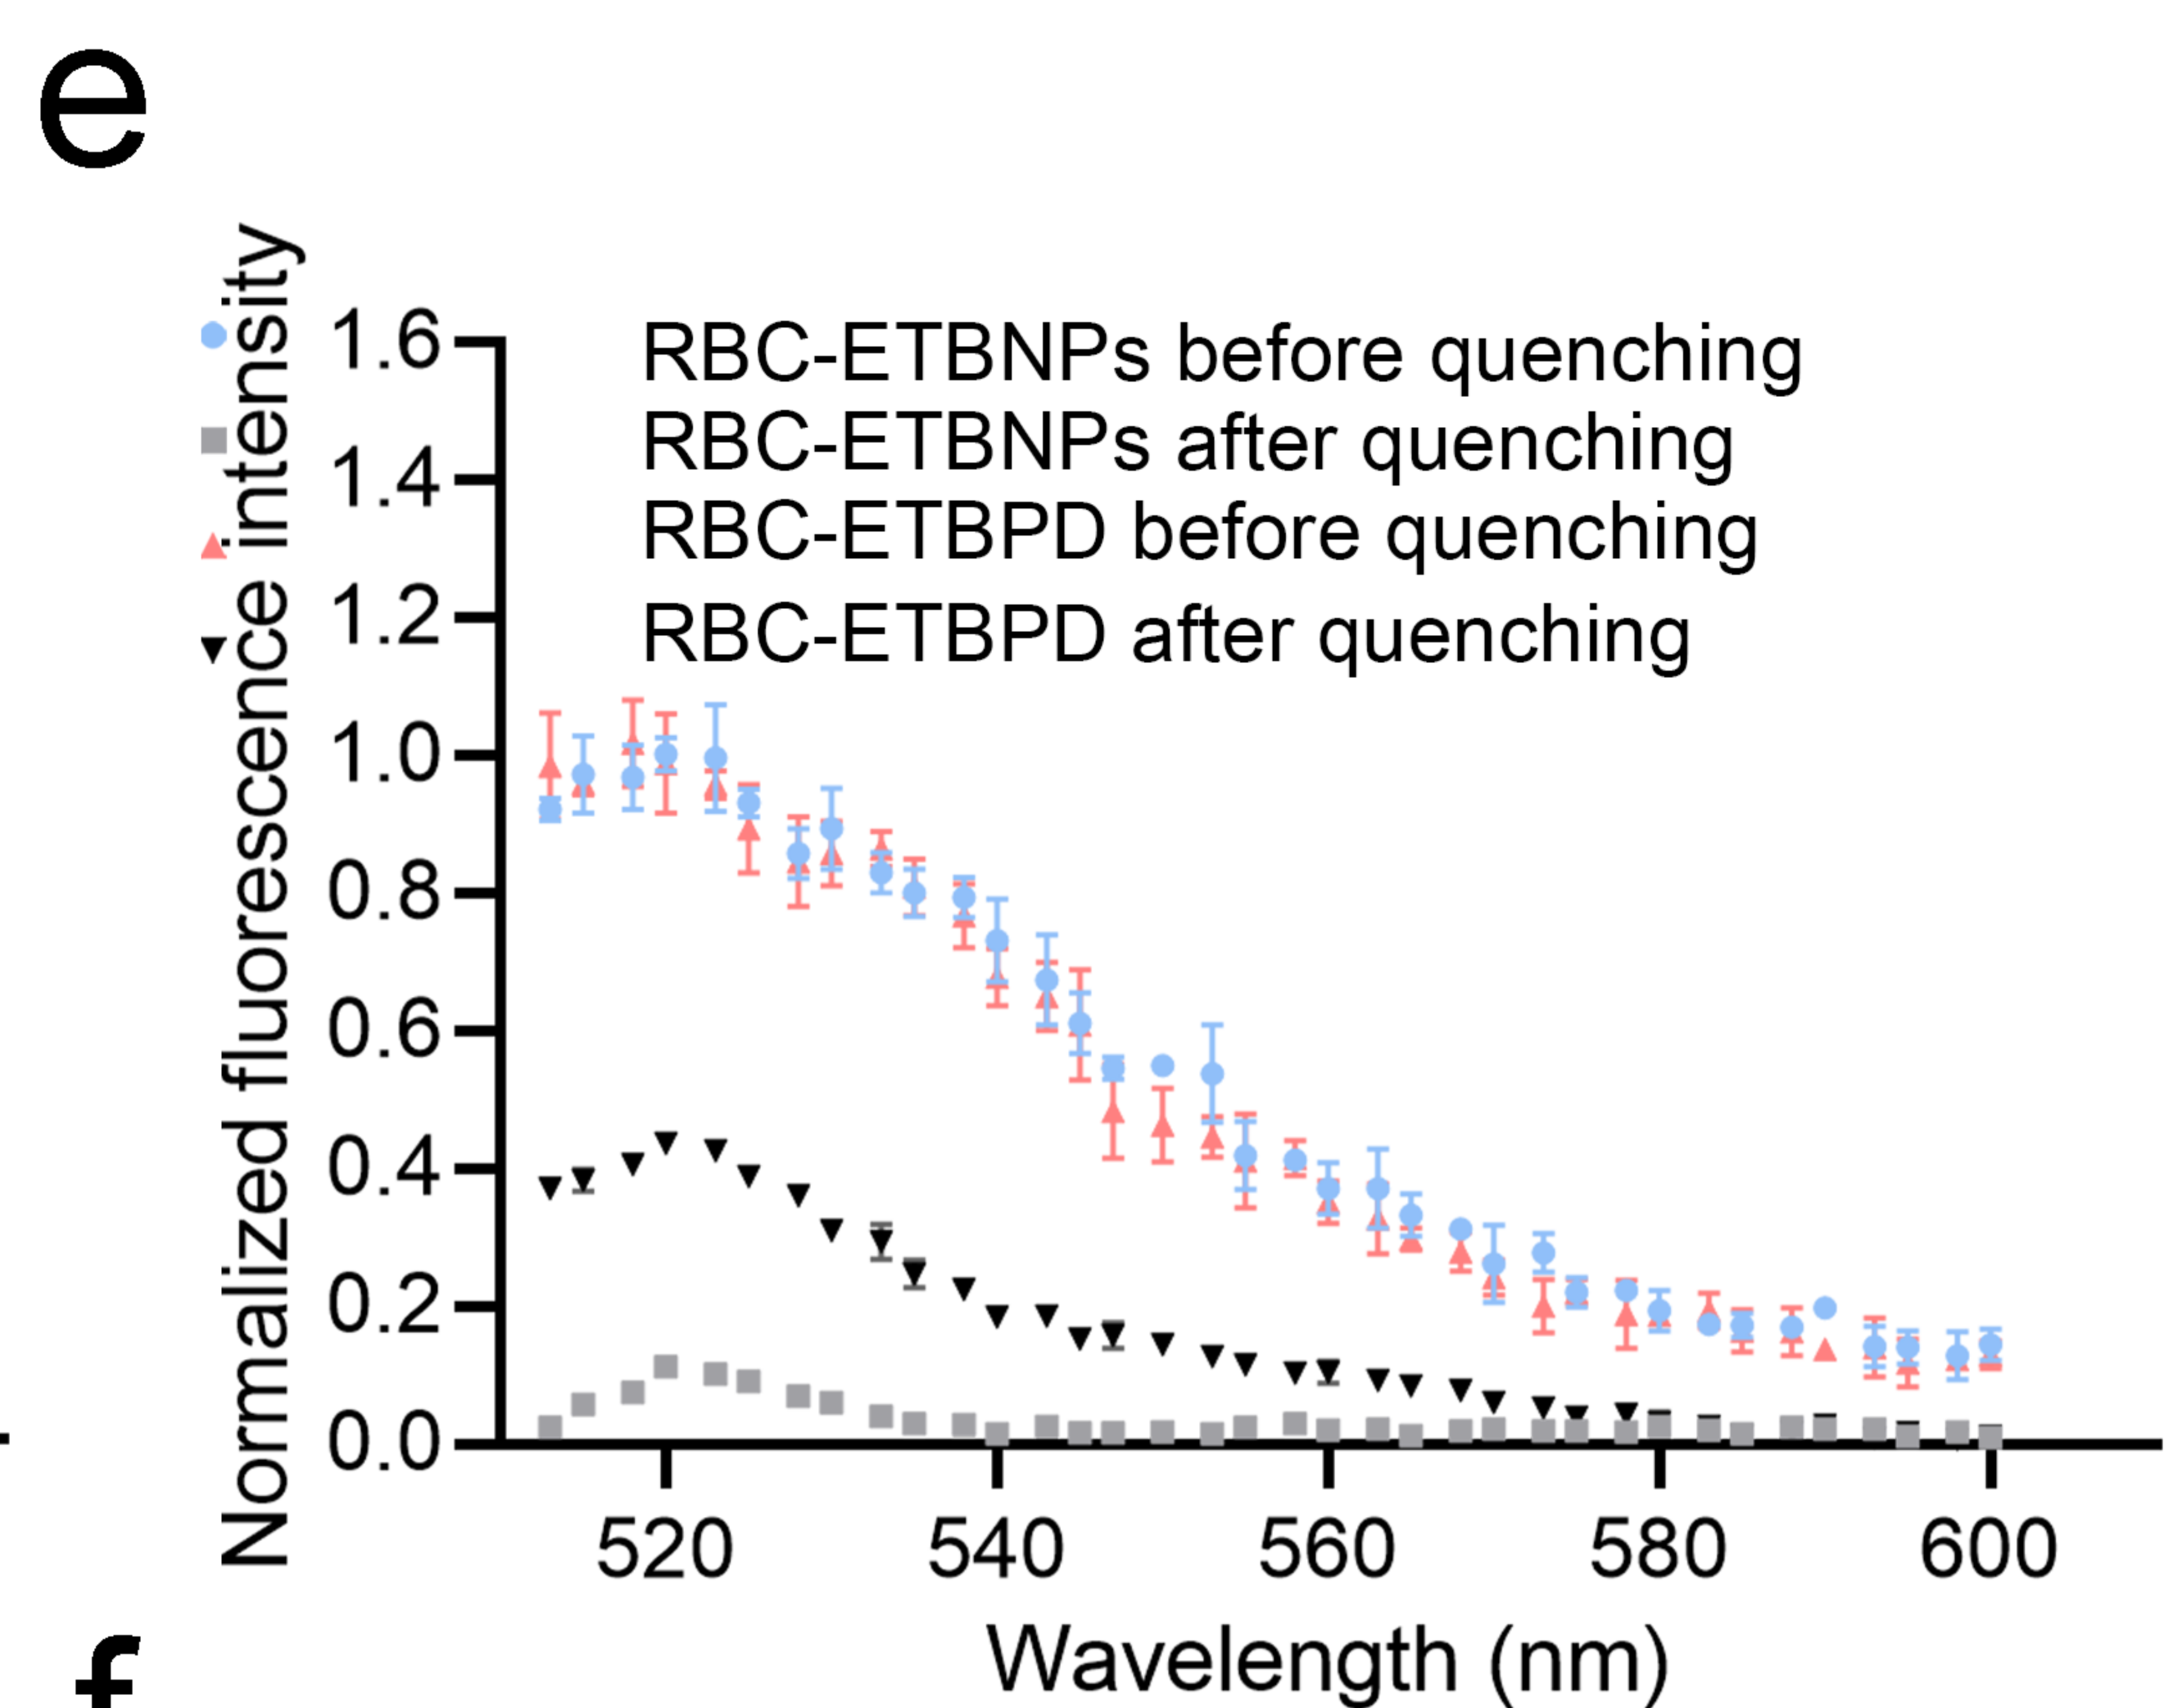 e
Normalized fluorescence intensity
1.6
1.4
1.2
1.0
0.8
0.6
0.4
0.2
0.0
RBC-ETBNPs before quenching
RBC-ETBNPs after quenching
RBC-ETBPD before quenching
RBC-ETBPD after quenching
520 540 560 580 600
Wavelength (nm)
f